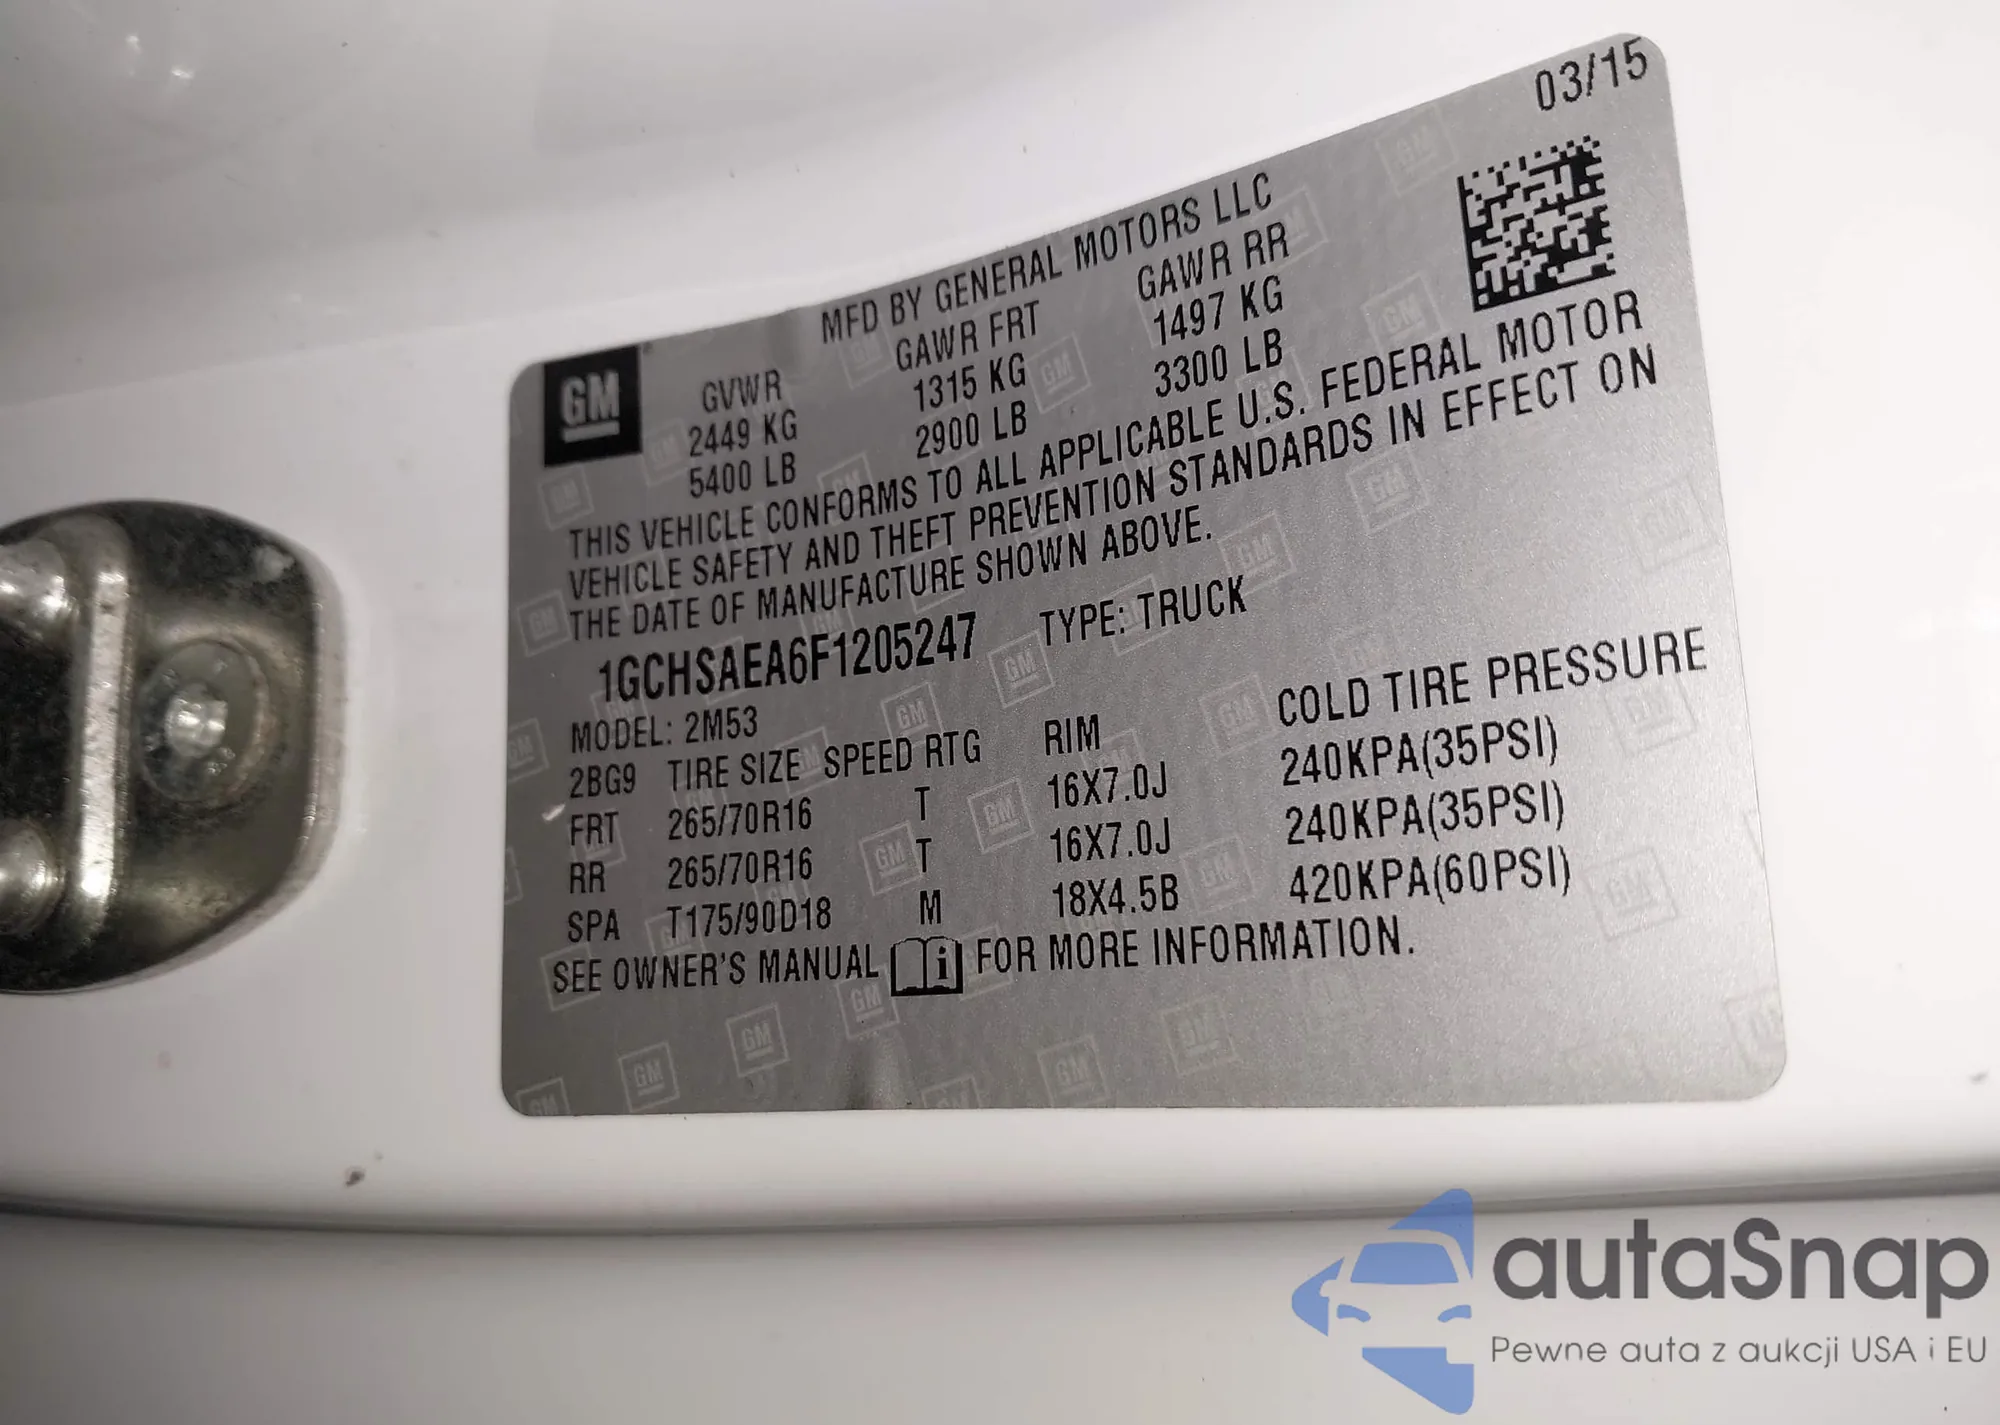 03/15
MFD BY GENERAL MOTORS LLC
GM
GVWR GAWR FRT GAWR RR
2449 KG 1315 KG 1497 KG
5400 LB 2900 LB 3300 LB
THIS VEHICLE CONFORMS TO ALL APPLICABLE U.S. FEDERAL MOTOR
VEHICLE SAFETY AND THEFT PREVENTION STANDARDS IN EFFECT ON
THE DATE OF MANUFACTURE SHOWN ABOVE.
1GCHSAEA6F1205247 TYPE: TRUCK
MODEL: 2M53
2BG9 TIRE SIZE SPEED RTG RIM COLD TIRE PRESSURE
FRT 265/70R16 T 16X7.0J 240KPA(35PSI)
RR 265/70R16 T 16X7.0J 240KPA(35PSI)
SPA T175/90D18 M 18X4.5B 420KPA(60PSI)
SEE OWNER'S MANUAL i FOR MORE INFORMATION.
autaSnap
Pewne auta z aukcji USA i EU